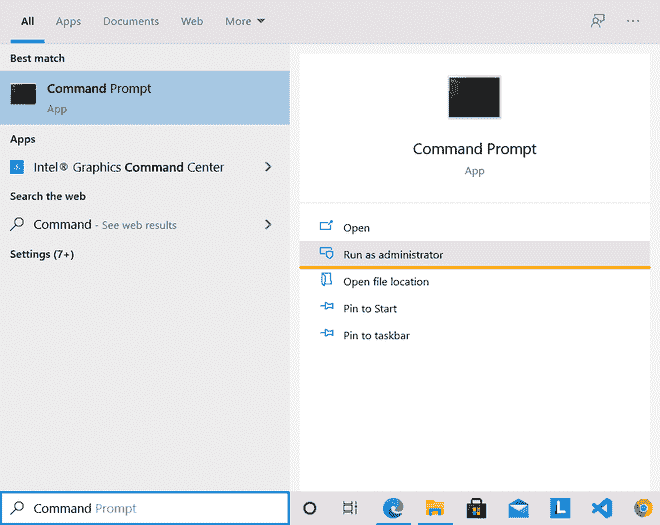 All Apps Documents Web More
Best match
Command Prompt
App
Apps
Intel® Graphics Command Center
Search the web
Command - See web results
Settings (7+)
Command Prompt
App
Open
Run as administrator
Open file location
Pin to Start
Pin to taskbar
Command Prompt
L